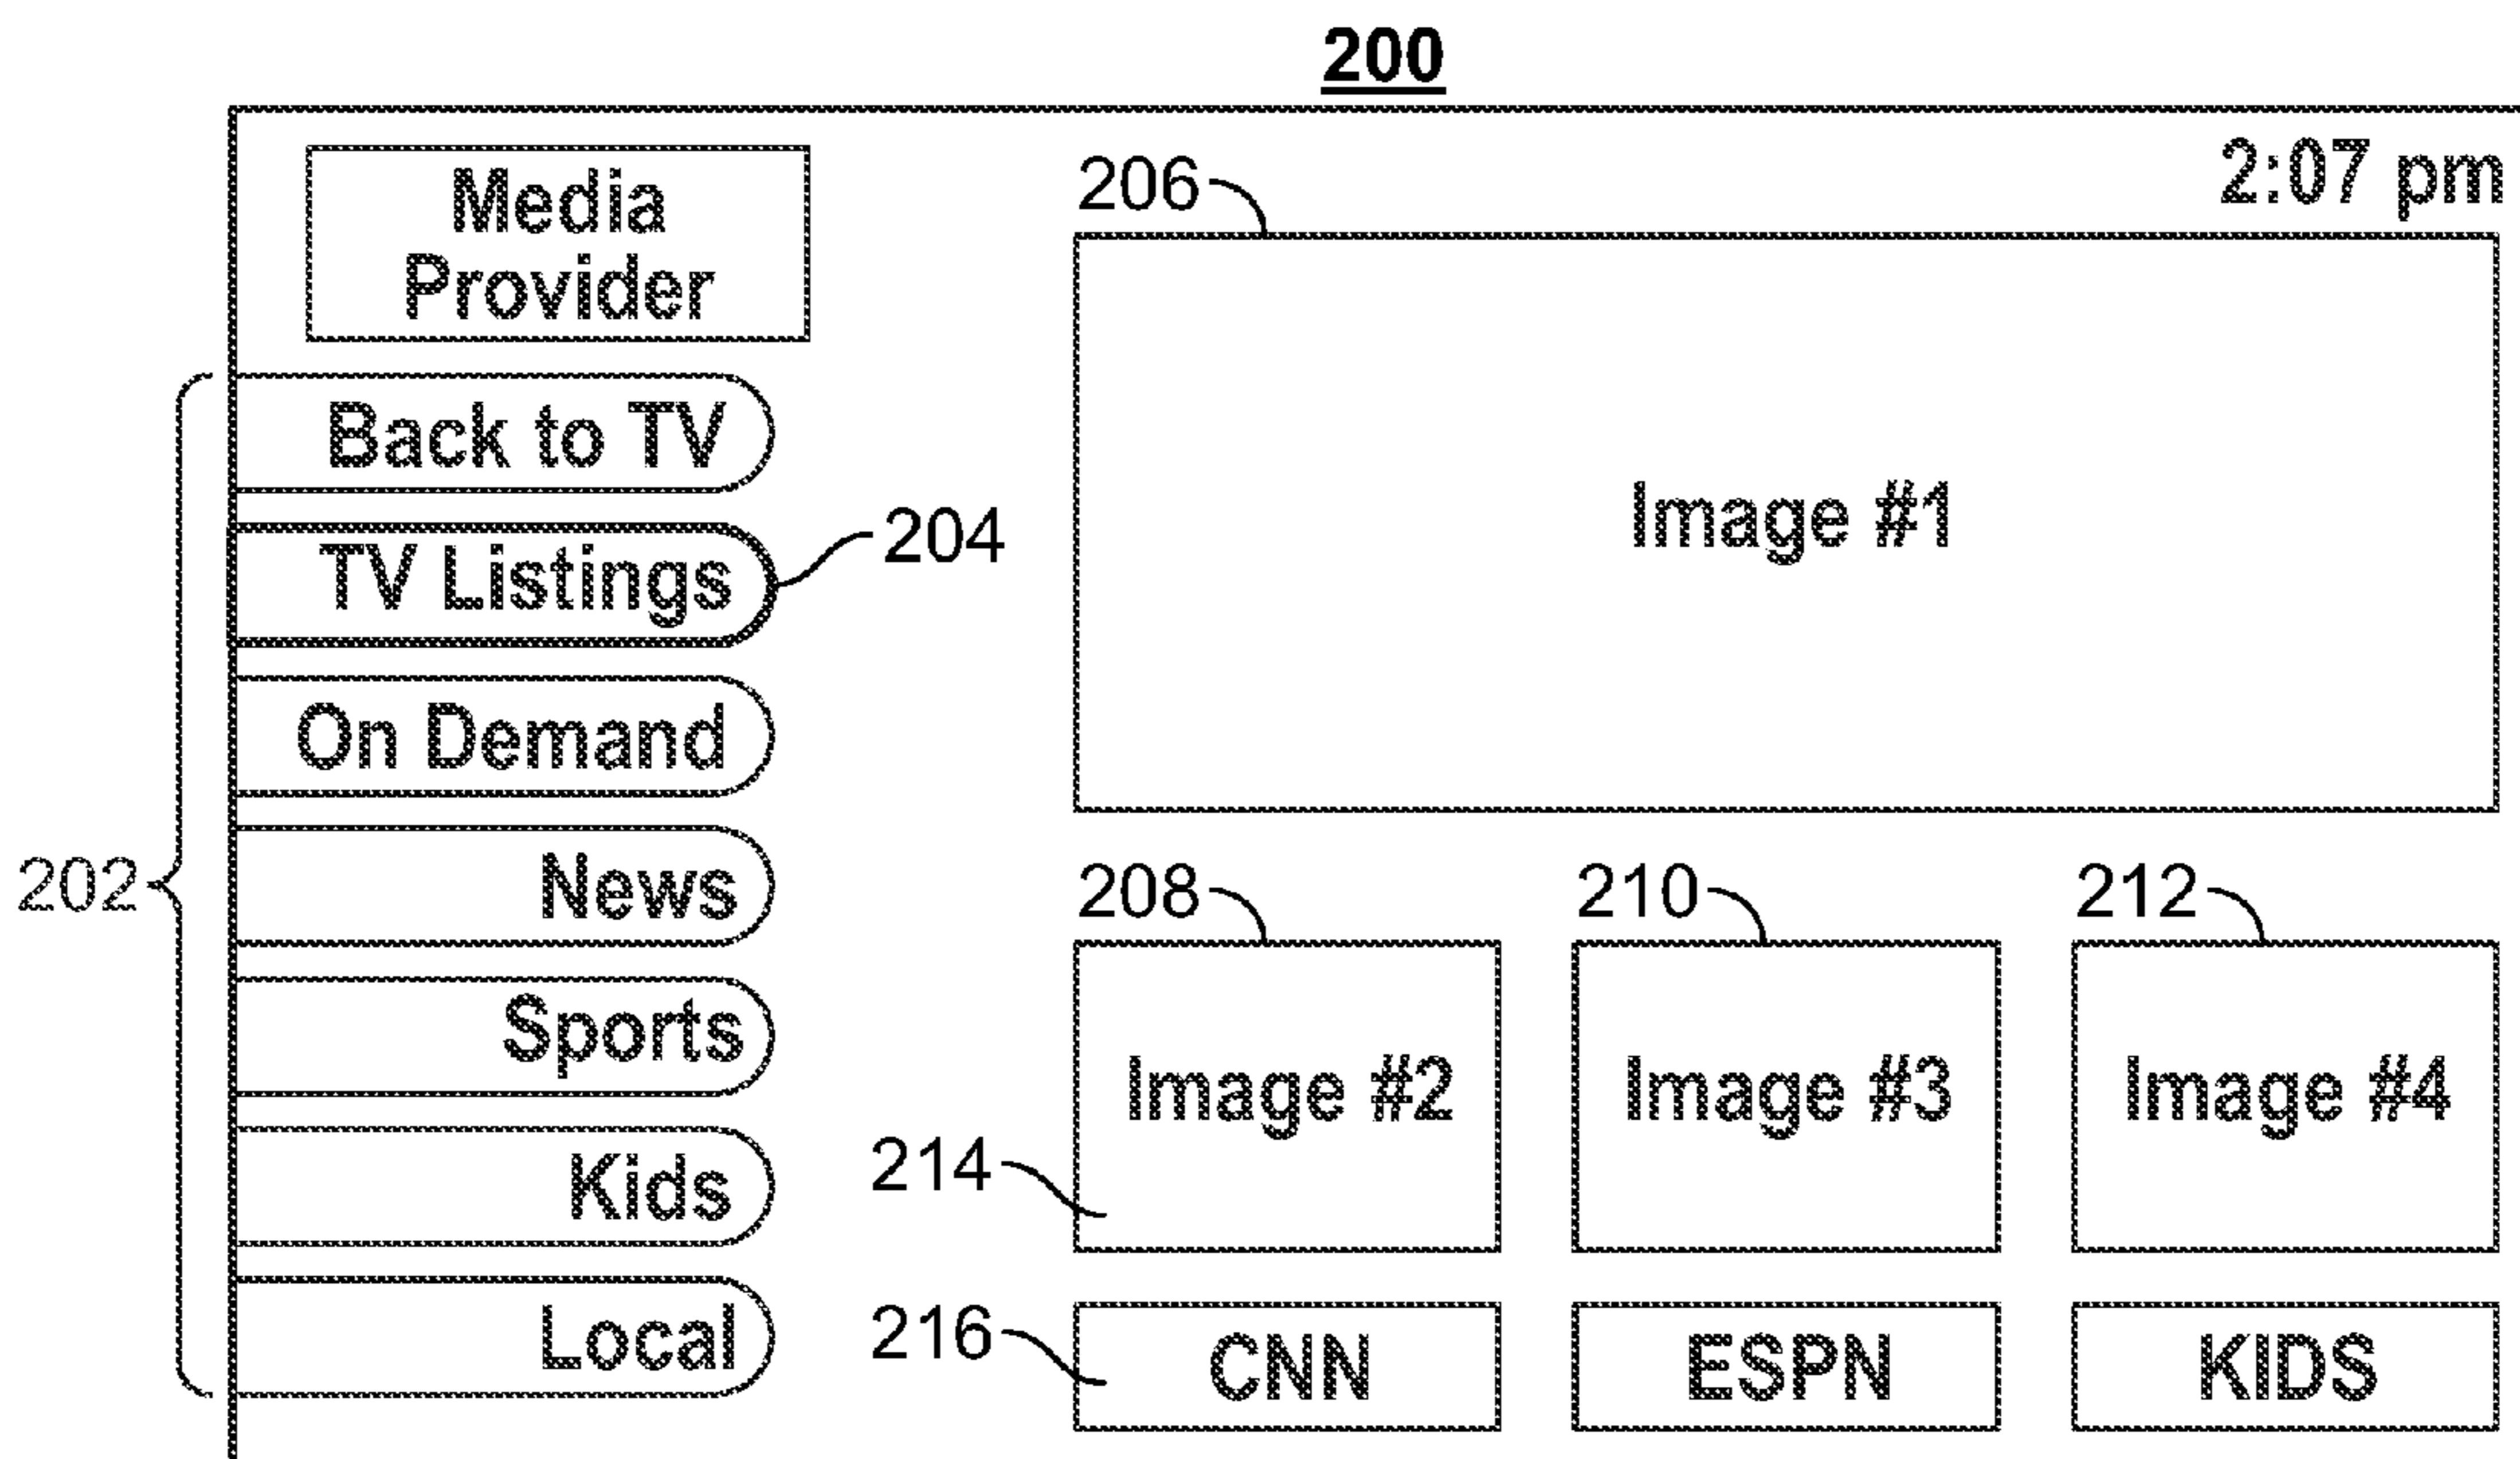 200
2:07 pm
Media
Provider
206
Image #1
Back to TV
TV Listings
204
On Demand
News
202
Sports
Kids
Local
208
210
212
Image #2
Image #3
Image #4
214
216
CNN
ESPN
KIDS